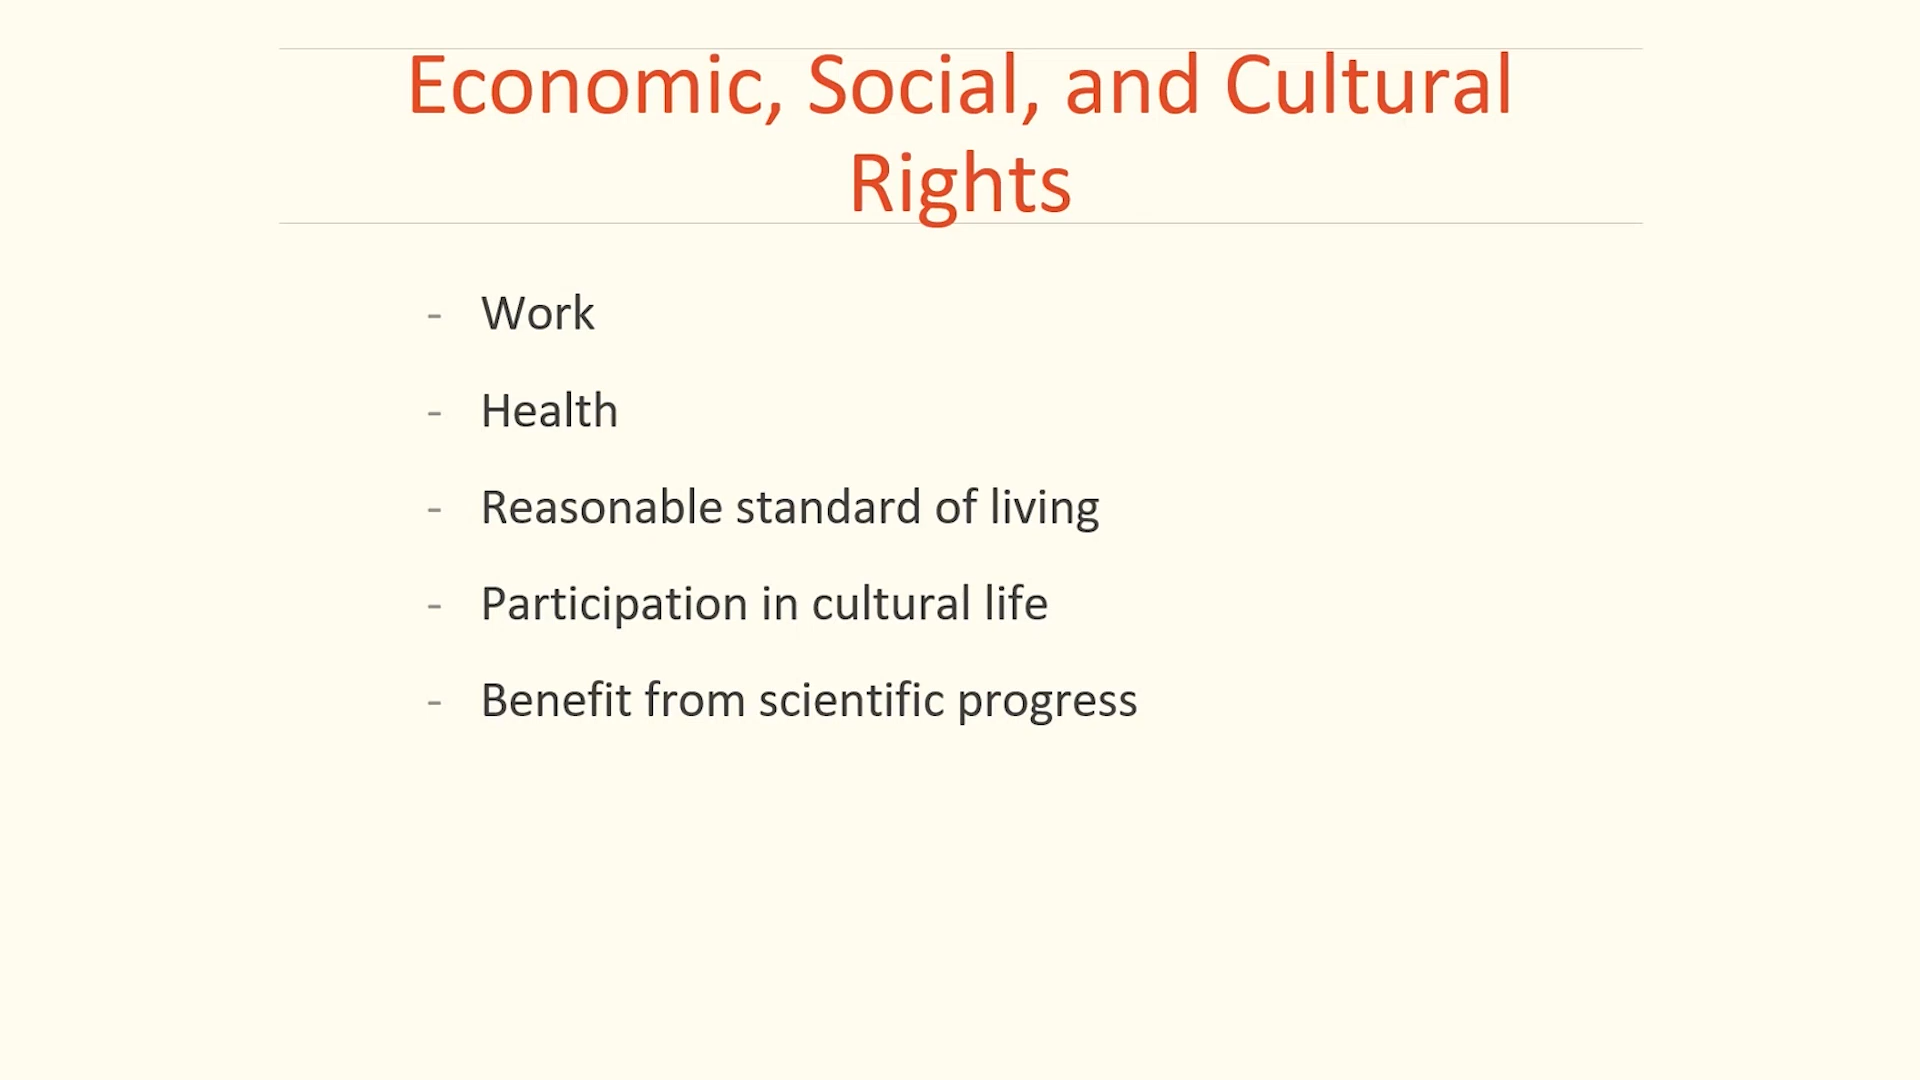 Economic, Social, and Cultural
Rights
- Work
- Health
- Reasonable standard of living
- Participation in cultural life
- Benefit from scientific progress